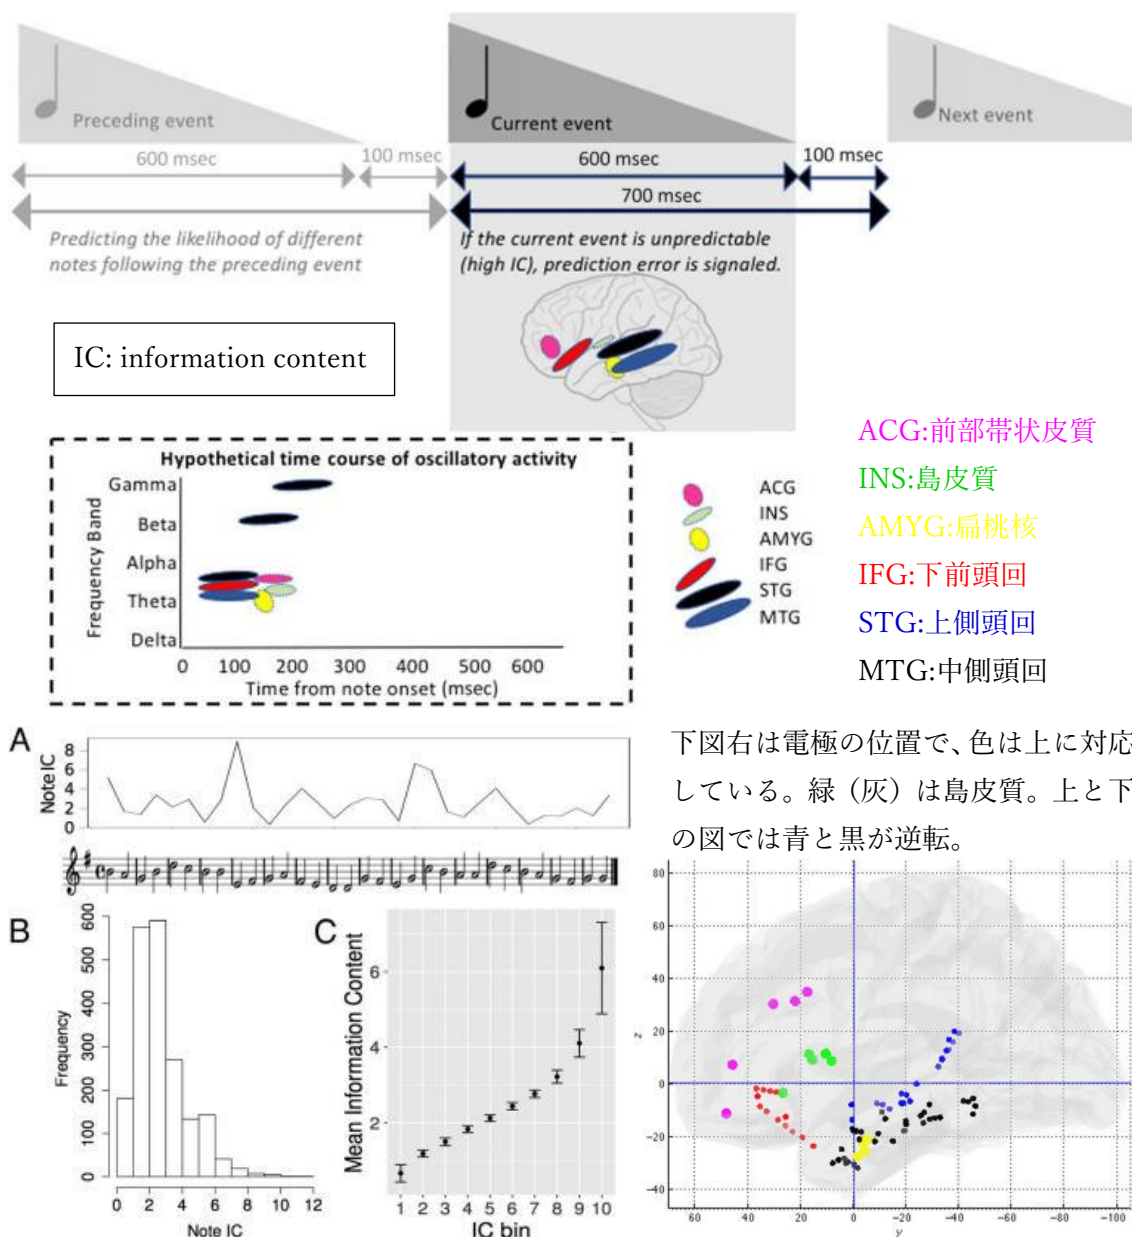 Preceding event
Current event
Next event
600 msec
100 msec
600 msec
100 msec
700 msec
Predicting the likelihood of different
notes following the preceding event
If the current event is unpredictable
(high IC), prediction error is signaled.
IC: information content
Hypothetical time course of oscillatory activity
Frequency Band
Gamma
Beta
Alpha
Theta
Delta
0 100 200 300 400 500 600
Time from note onset (msec)
ACG
INS
AMYG
IFG
STG
MTG
ACG:前部帯状皮質
INS:島皮質
AMYG:扁桃核
IFG:下前頭回
STG:上側頭回
MTG:中側頭回
A
Note IC
8
6
4
2
0
下図右は電極の位置で、色は上に対応
している。緑（灰）は島皮質。上と下
の図では青と黒が逆転。
B
Frequency
600
500
400
300
200
100
0
0 2 4 6 8 10 12
Note IC
C
Mean Information Content
6
4
2
1 2 3 4 5 6 7 8 9 10
IC bin
z
80
60
40
20
0
-20
-40
60 40 20 0 -20 -40 -60 -80 -100
y